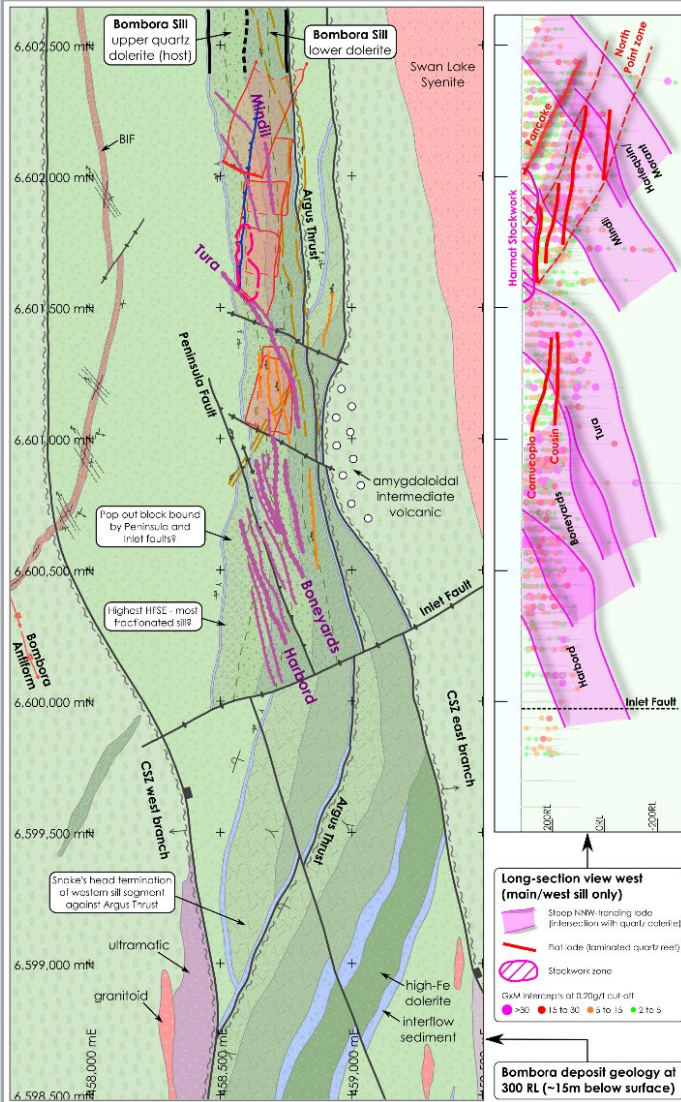 Bombora Sill
upper quartz
dolerite (host)
Bombora Sill
lower dolerite
Swan Lake
Syenite
6,602,500 mN
BIF
Mindil
6,602,000 mN
Argus Thrust
Tura
6,601,500 mN
Peninsula Fault
6,601,000 mN
amygdaloidal
intermediate
volcanic
Pop out block bound
by Peninsula and
Inlet faults?
6,600,500 mN
Boneyards
Inlet Fault
Highest HFSE - most
fractionated sill?
Harbord
Bombora
Antiform
6,600,000 mN
CSZ west branch
CSZ east branch
6,599,500 mN
Argus Thrust
Snake's head termination
of western sill segment
against Argus Thrust
ultramafic
6,599,000 mN
granitoid
high-Fe
dolerite
interflow
sediment
6,598,500 mN
458,000 mE
458,500 mE
459,000 mE
North
Point zone
Pancake
Harlequin/
Morant
Mindil
Harmat Stockwork
Cornucopia
Cousin
Tura
Boneyards
Harbord
Inlet Fault
200RL
0RL
-200RL
Long-section view west
(main/west sill only)
Steep NNW-trending lode
(intersection with quartz dolerite)
Flat lode (laminated quartz reef)
Stockwork zone
GxM intercepts at 0.20g/t cut-off
>30
15 to 30
5 to 15
2 to 5
Bombora deposit geology at
300 RL (~15m below surface)